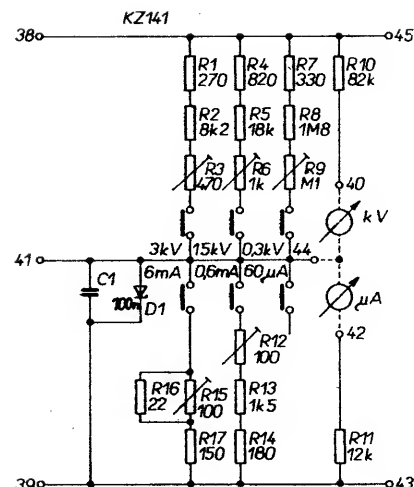 KZ141
38
45
R1
270
R4
820
R7
330
R10
82k
R2
8k2
R5
18k
R8
1M8
R3
470
R6
1k
R9
M1
40
kV
3kV
15kV
0,3kV
44
41
6mA
0,6mA
60µA
C1
100n
D1
µA
42
R12
100
R16
22
R15
100
R13
1k5
R17
150
R14
180
R11
12k
39
43